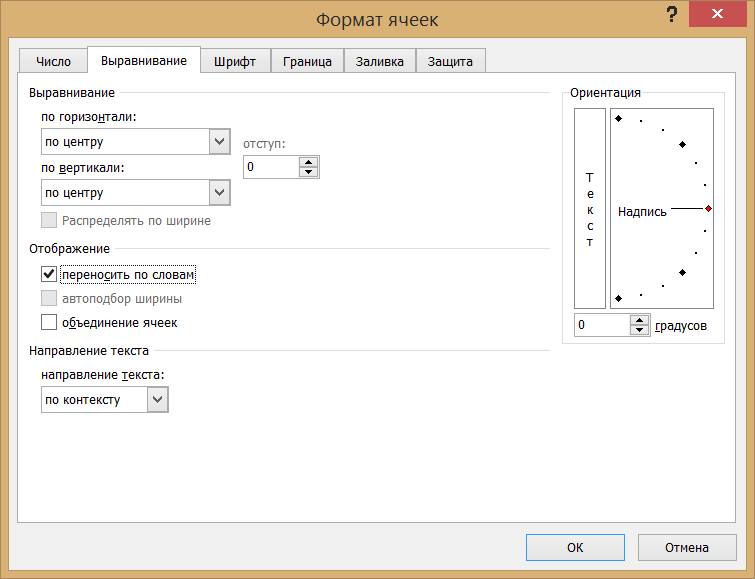 Формат ячеек
?
Число Выравнивание Шрифт Граница Заливка Защита
Выравнивание
по горизонтали:
по центру
отступ:
0
по вертикали:
по центру
Распределять по ширине
Отображение
переносить по словам
автоподбор ширины
объединение ячеек
Направление текста
направление текста:
по контексту
Ориентация
Текст
Надпись
0 градусов
ОК Отмена